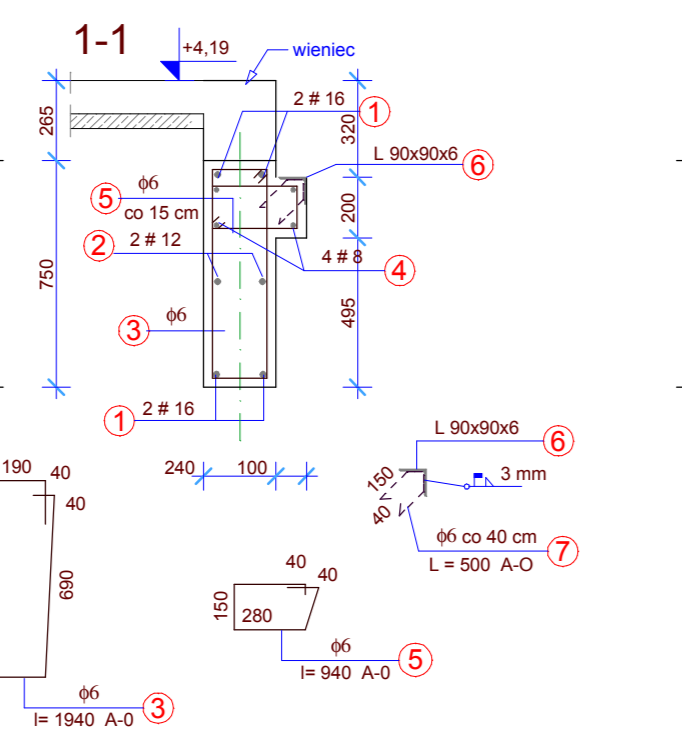 1-1
+4,19
wieniec
265
2 # 16
1
320
L 90x90x6
6
ϕ6
5
co 15 cm
200
2
2 # 12
4 # 8
4
750
3
ϕ6
495
1
2 # 16
240
100
L 90x90x6
6
150
40
3 mm
ϕ6 co 40 cm
7
L = 500 A-O
190
40
40
690
ϕ6
3
l= 1940 A-0
40
40
150
280
ϕ6
5
l= 940 A-0